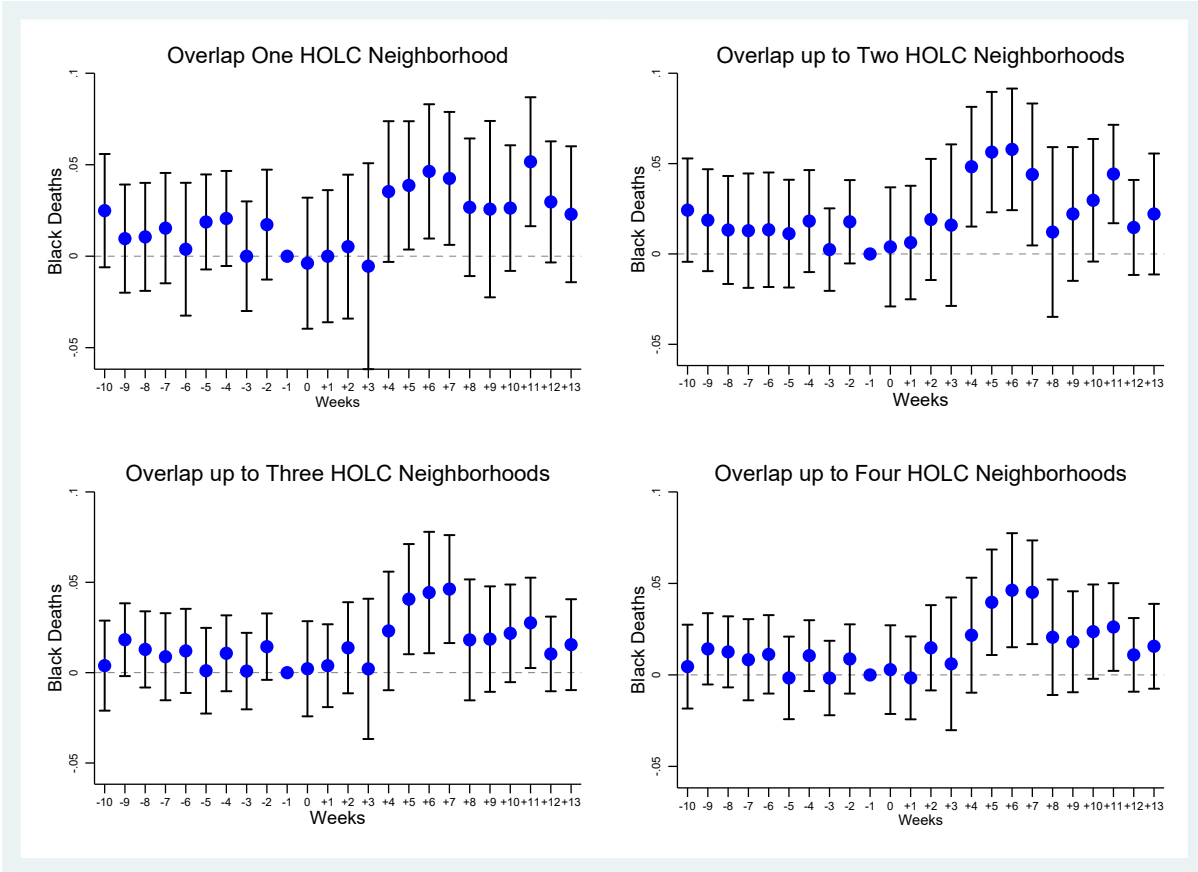 Overlap One HOLC Neighborhood
.1
.05
0
-.05
Black Deaths
-10 -9 -8 -7 -6 -5 -4 -3 -2 -1 0 +1 +2 +3 +4 +5 +6 +7 +8 +9 +10 +11 +12 +13
Weeks
Overlap up to Two HOLC Neighborhoods
.1
.05
0
-.05
Black Deaths
-10 -9 -8 -7 -6 -5 -4 -3 -2 -1 0 +1 +2 +3 +4 +5 +6 +7 +8 +9 +10 +11 +12 +13
Weeks
Overlap up to Three HOLC Neighborhoods
.1
.05
0
-.05
Black Deaths
-10 -9 -8 -7 -6 -5 -4 -3 -2 -1 0 +1 +2 +3 +4 +5 +6 +7 +8 +9 +10 +11 +12 +13
Weeks
Overlap up to Four HOLC Neighborhoods
.1
.05
0
-.05
Black Deaths
-10 -9 -8 -7 -6 -5 -4 -3 -2 -1 0 +1 +2 +3 +4 +5 +6 +7 +8 +9 +10 +11 +12 +13
Weeks